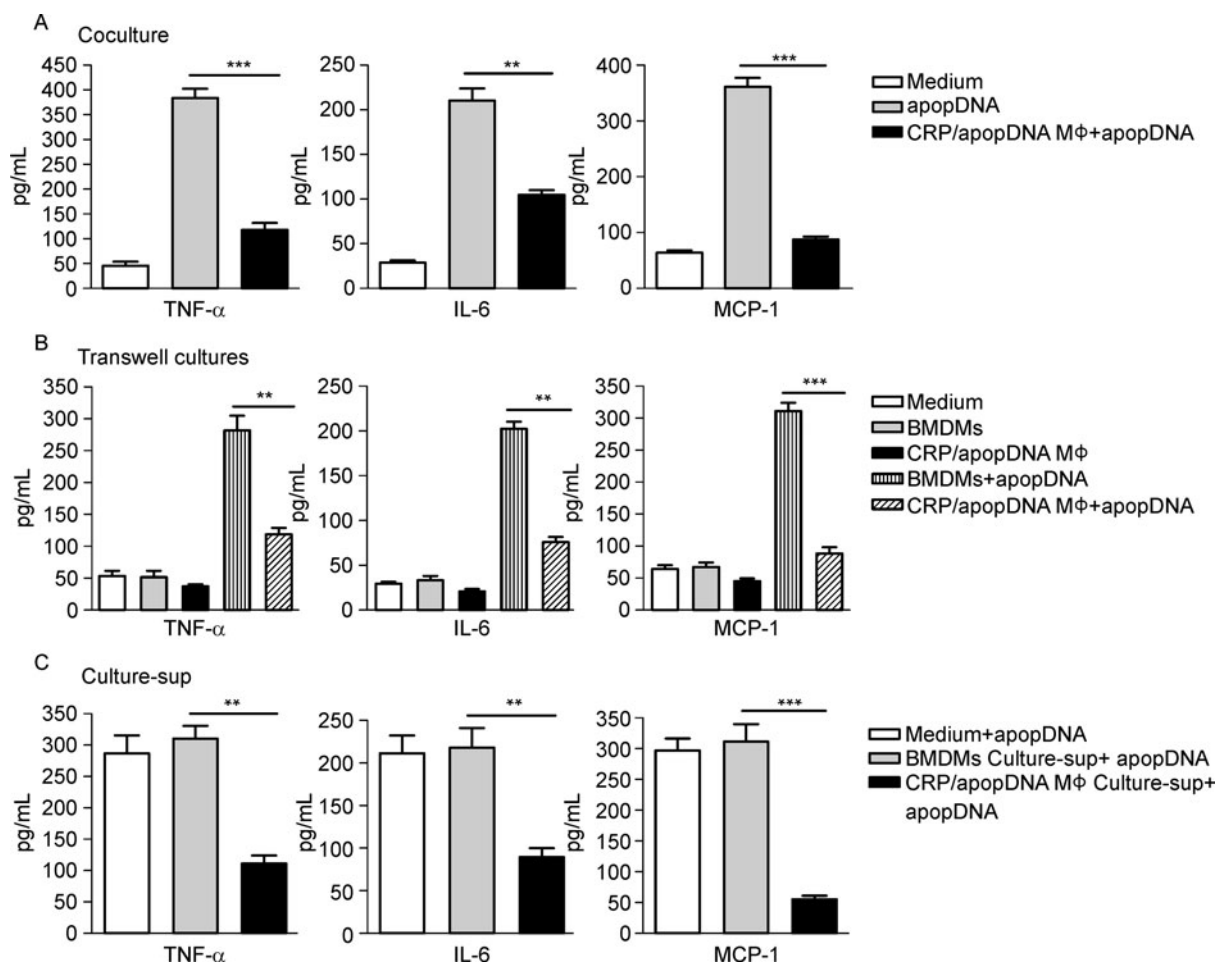 A
Coculture
pg/mL
450
400
350
300
250
200
150
100
50
0
***
TNF-α
pg/mL
250
200
150
100
50
0
**
IL-6
pg/mL
400
300
200
100
0
***
MCP-1
Medium
apopDNA
CRP/apopDNA MΦ+apopDNA
B
Transwell cultures
pg/mL
350
300
250
200
150
100
50
0
**
TNF-α
pg/mL
250
200
150
100
50
0
**
IL-6
pg/mL
350
300
250
200
150
100
50
0
***
MCP-1
Medium
BMDMs
CRP/apopDNA MΦ
BMDMs+apopDNA
CRP/apopDNA MΦ+apopDNA
C
Culture-sup
pg/mL
350
300
250
200
150
100
50
0
**
TNF-α
pg/mL
200
150
100
50
0
**
IL-6
pg/mL
350
300
250
200
150
100
50
0
***
MCP-1
Medium+apopDNA
BMDMs Culture-sup+ apopDNA
CRP/apopDNA MΦ Culture-sup+
apopDNA